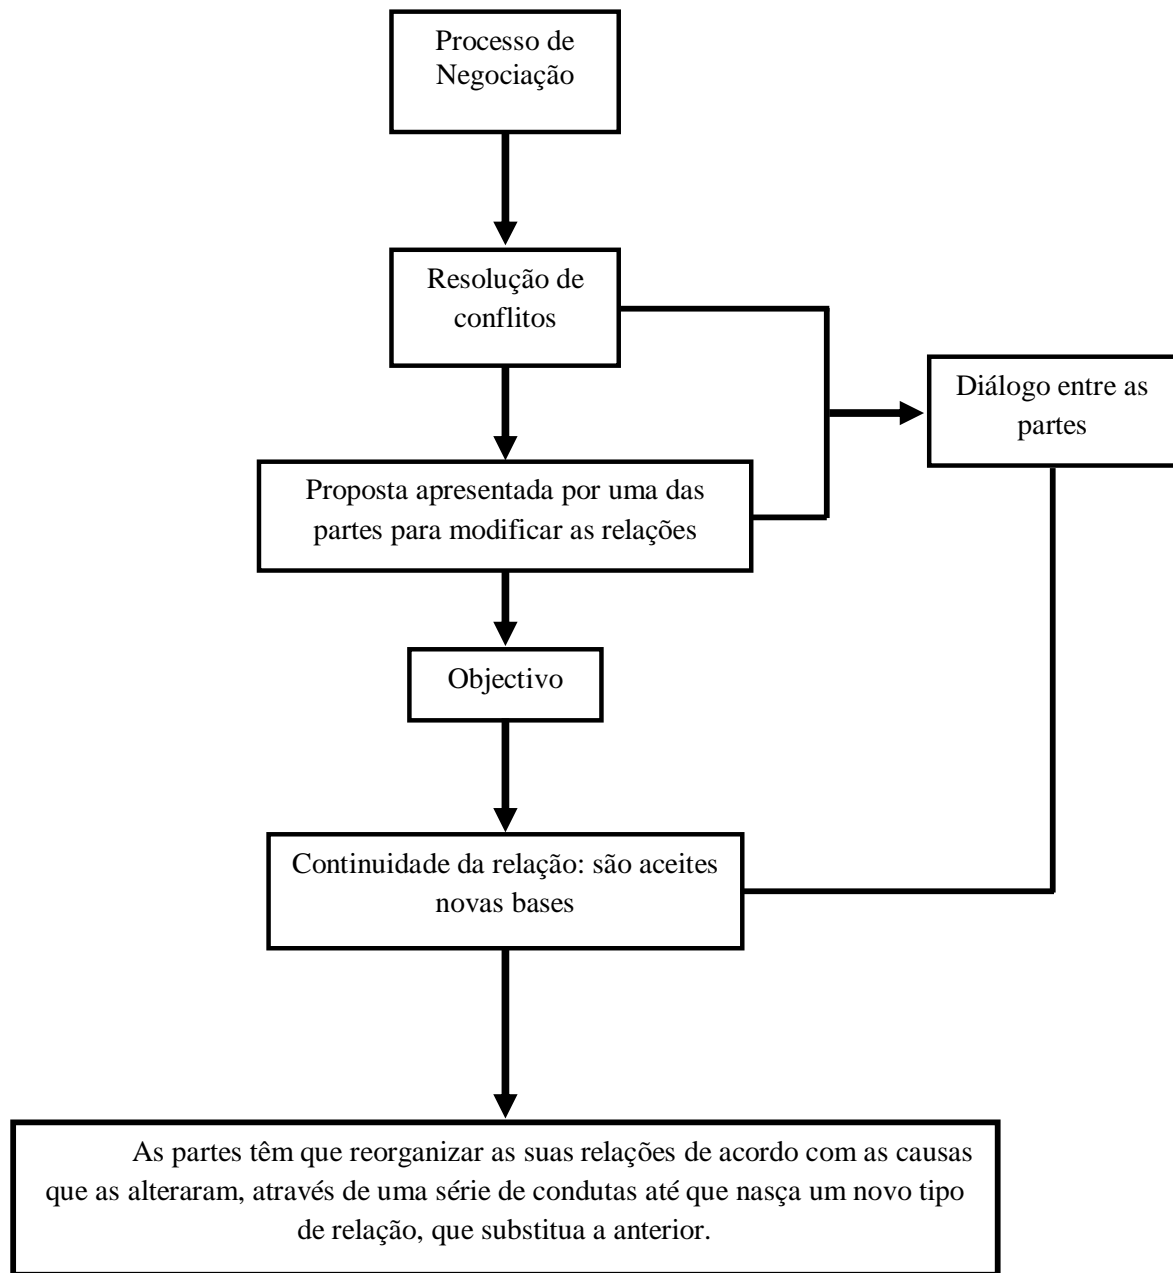 Processo de
Negociação
Resolução de
conflitos
Diálogo entre as
partes
Proposta apresentada por uma das
partes para modificar as relações
Objectivo
Continuidade da relação: são aceites
novas bases
As partes têm que reorganizar as suas relações de acordo com as causas
que as alteraram, através de uma série de condutas até que nasça um novo tipo
de relação, que substitua a anterior.